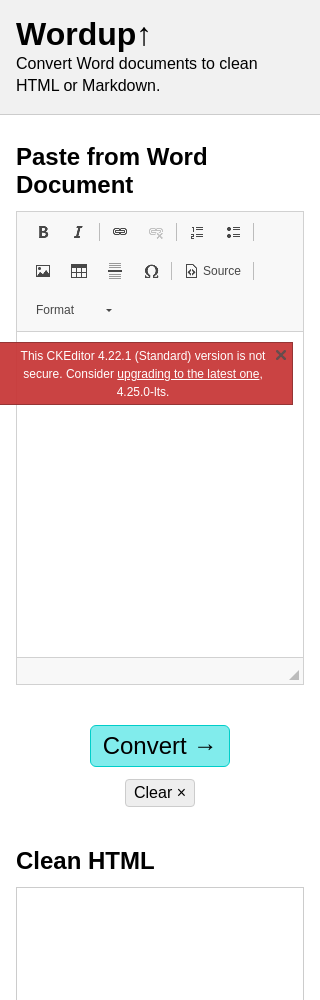 Wordup↑
Convert Word documents to clean
HTML or Markdown.
Paste from Word
Document
Source
Format
This CKEditor 4.22.1 (Standard) version is not
secure. Consider upgrading to the latest one,
4.25.0-lts.
Convert →
Clear ×
Clean HTML